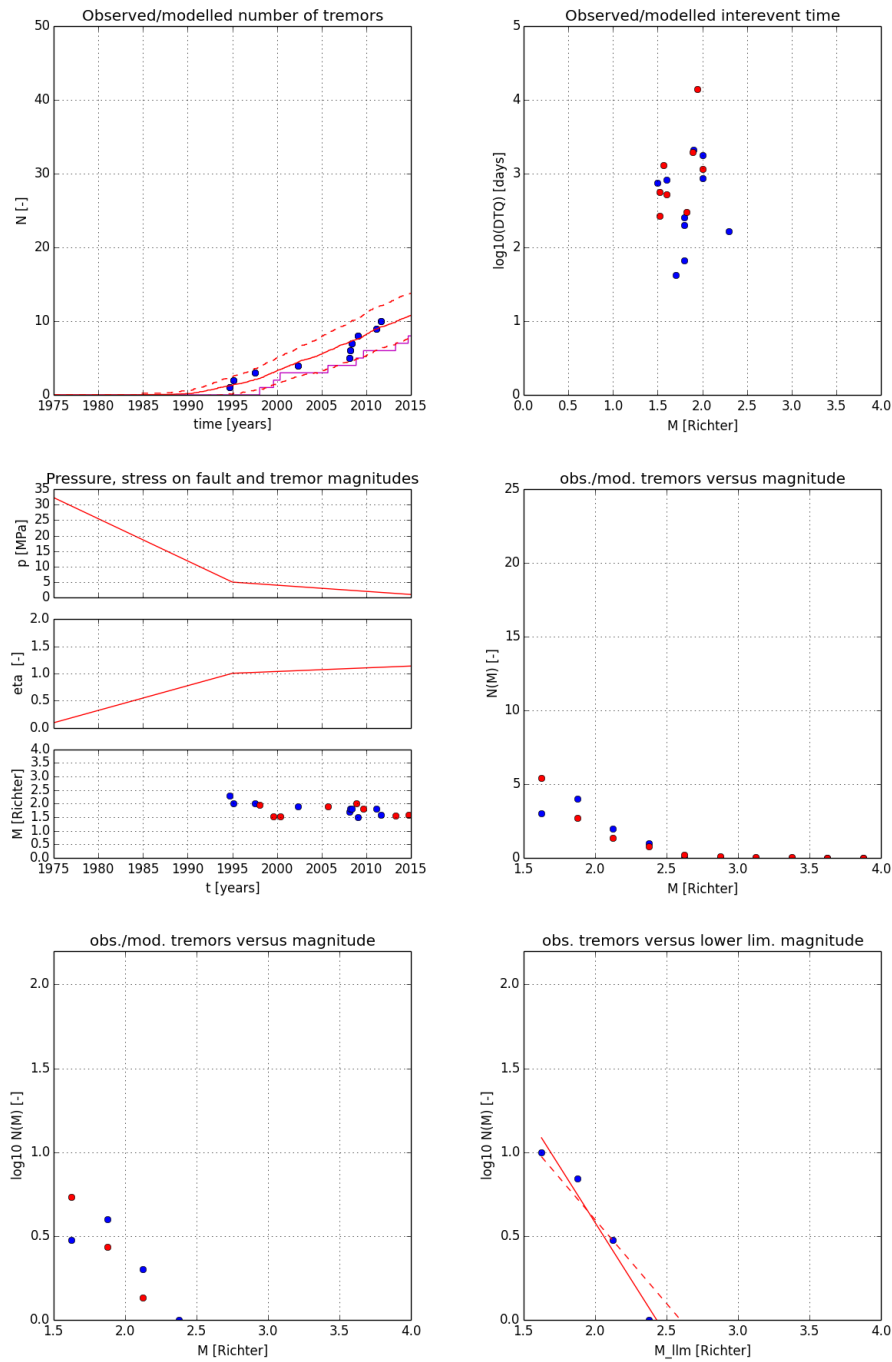 Observed/modelled number of tremors
50
40
30
20
10
0
N [-]
1975 1980 1985 1990 1995 2000 2005 2010 2015
time [years]
Observed/modelled interevent time
5
4
3
2
1
0
log10(DTQ) [days]
0.0 0.5 1.0 1.5 2.0 2.5 3.0 3.5 4.0
M [Richter]
Pressure, stress on fault and tremor magnitudes
35
30
25
20
15
10
5
0
p [MPa]
2.0
1.5
1.0
0.5
0.0
eta [-]
4.0
3.5
3.0
2.5
2.0
1.5
1.0
0.5
0.0
M [Richter]
1975 1980 1985 1990 1995 2000 2005 2010 2015
t [years]
obs./mod. tremors versus magnitude
25
20
15
10
5
0
N(M) [-]
1.5 2.0 2.5 3.0 3.5 4.0
M [Richter]
obs./mod. tremors versus magnitude
2.0
1.5
1.0
0.5
0.0
log10 N(M) [-]
1.5 2.0 2.5 3.0 3.5 4.0
M [Richter]
obs. tremors versus lower lim. magnitude
2.0
1.5
1.0
0.5
0.0
log10 N(M) [-]
1.5 2.0 2.5 3.0 3.5 4.0
M_llm [Richter]